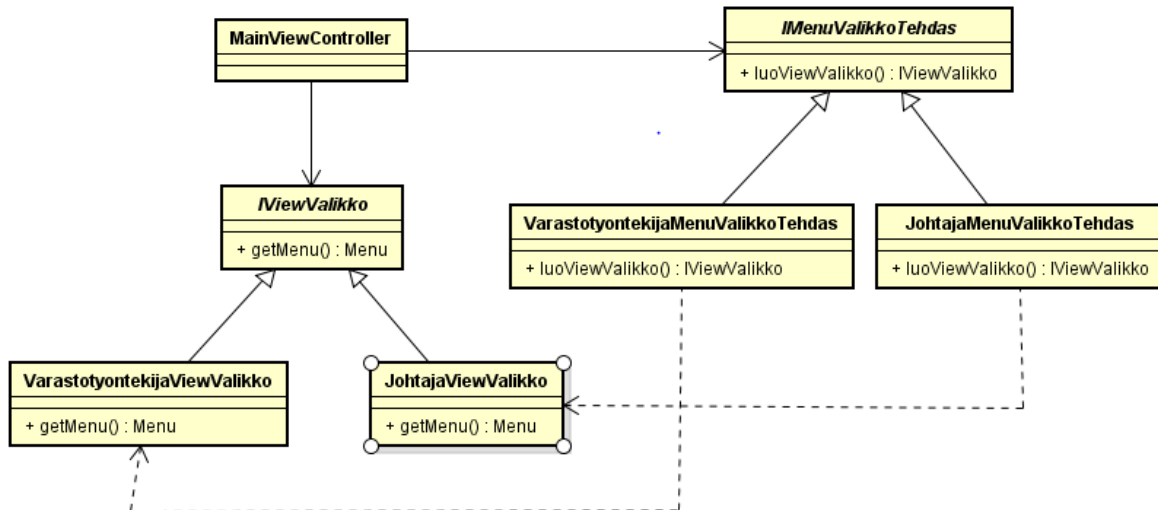 MainViewController
IMenuValikkoTehdas
+ luoViewValikko() : IViewValikko
IViewValikko
+ getMenu() : Menu
VarastotyontekijaMenuValikkoTehdas
+ luoViewValikko() : IViewValikko
JohtajaMenuValikkoTehdas
+ luoViewValikko() : IViewValikko
VarastotyontekijaViewValikko
+ getMenu() : Menu
JohtajaViewValikko
+ getMenu() : Menu